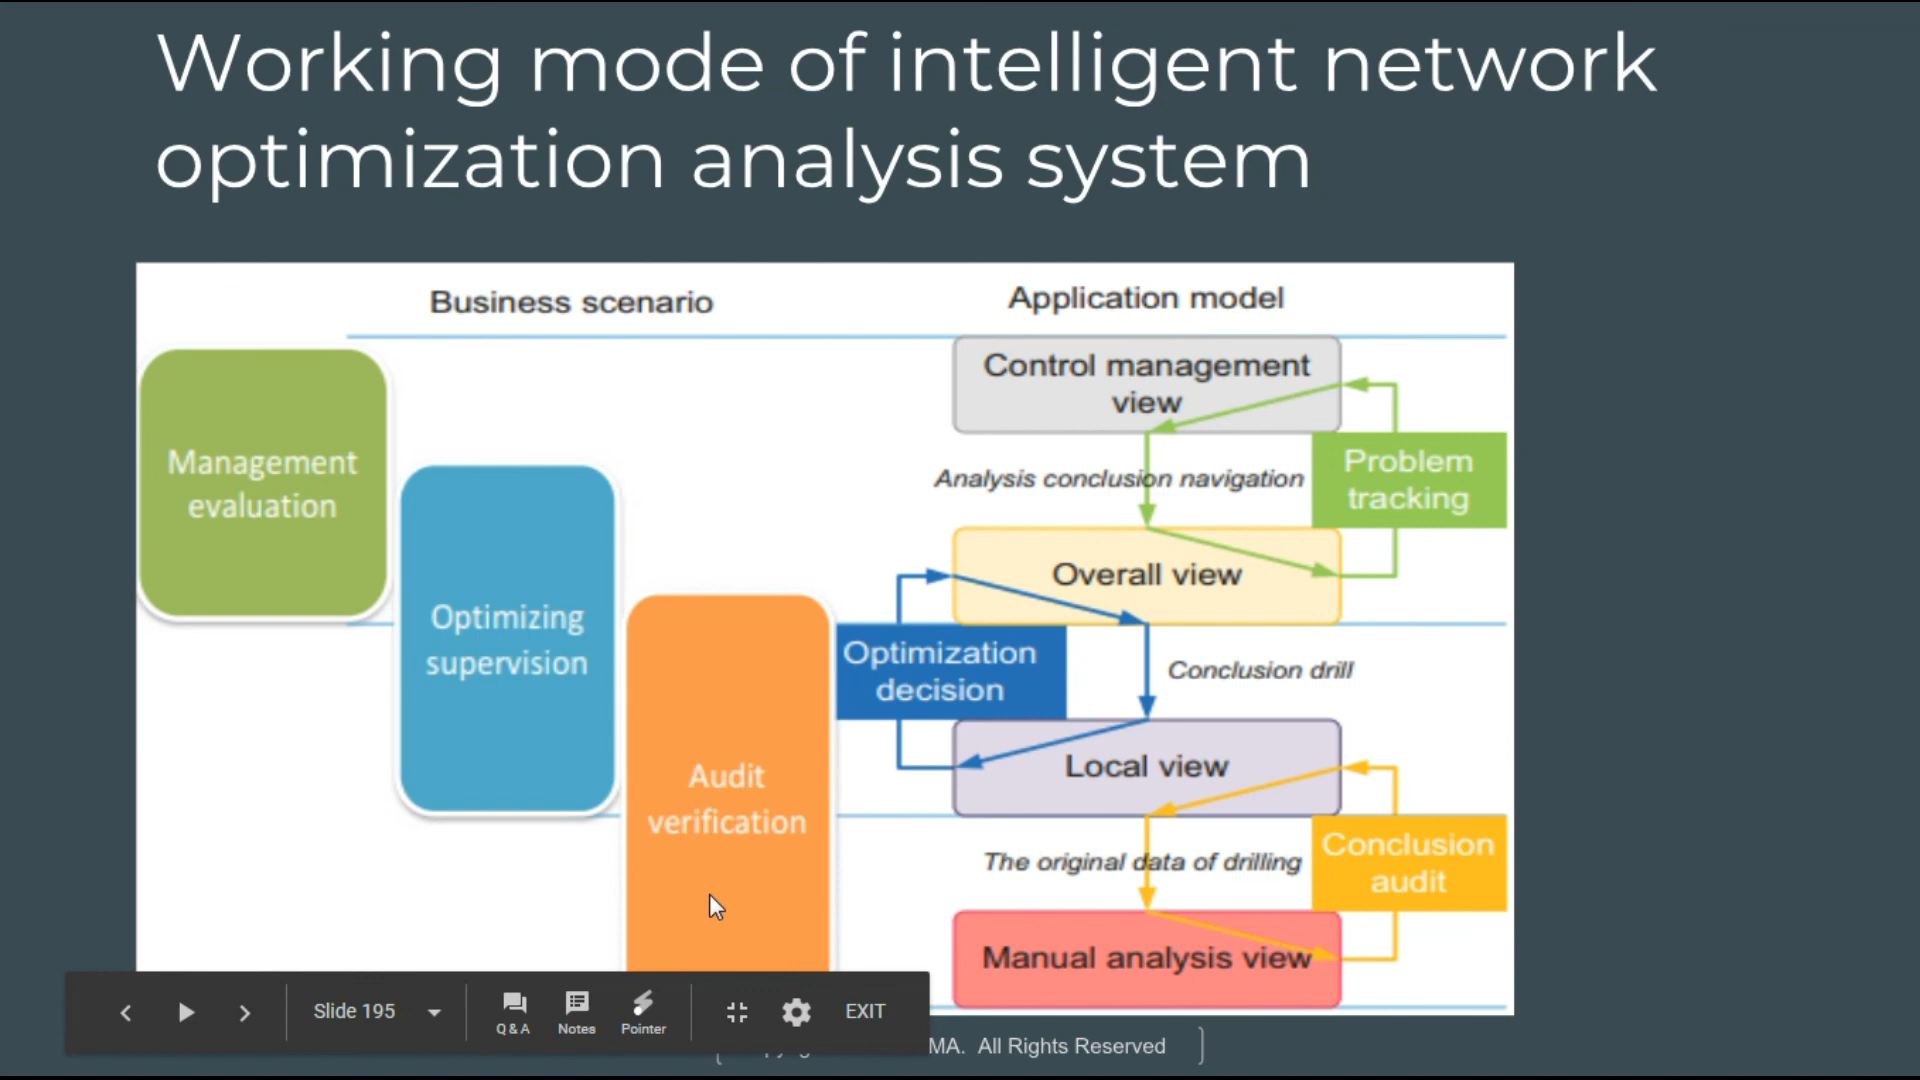 Working mode of intelligent network
optimization analysis system
Business scenario
Application model
Management
evaluation
Optimizing
supervision
Audit
verification
Control management
view
Analysis conclusion navigation
Problem
tracking
Overall view
Optimization
decision
Conclusion drill
Local view
The original data of drilling
Conclusion
audit
Manual analysis view
Slide 195
Q & A
Notes
Pointer
EXIT
MA. All Rights Reserved